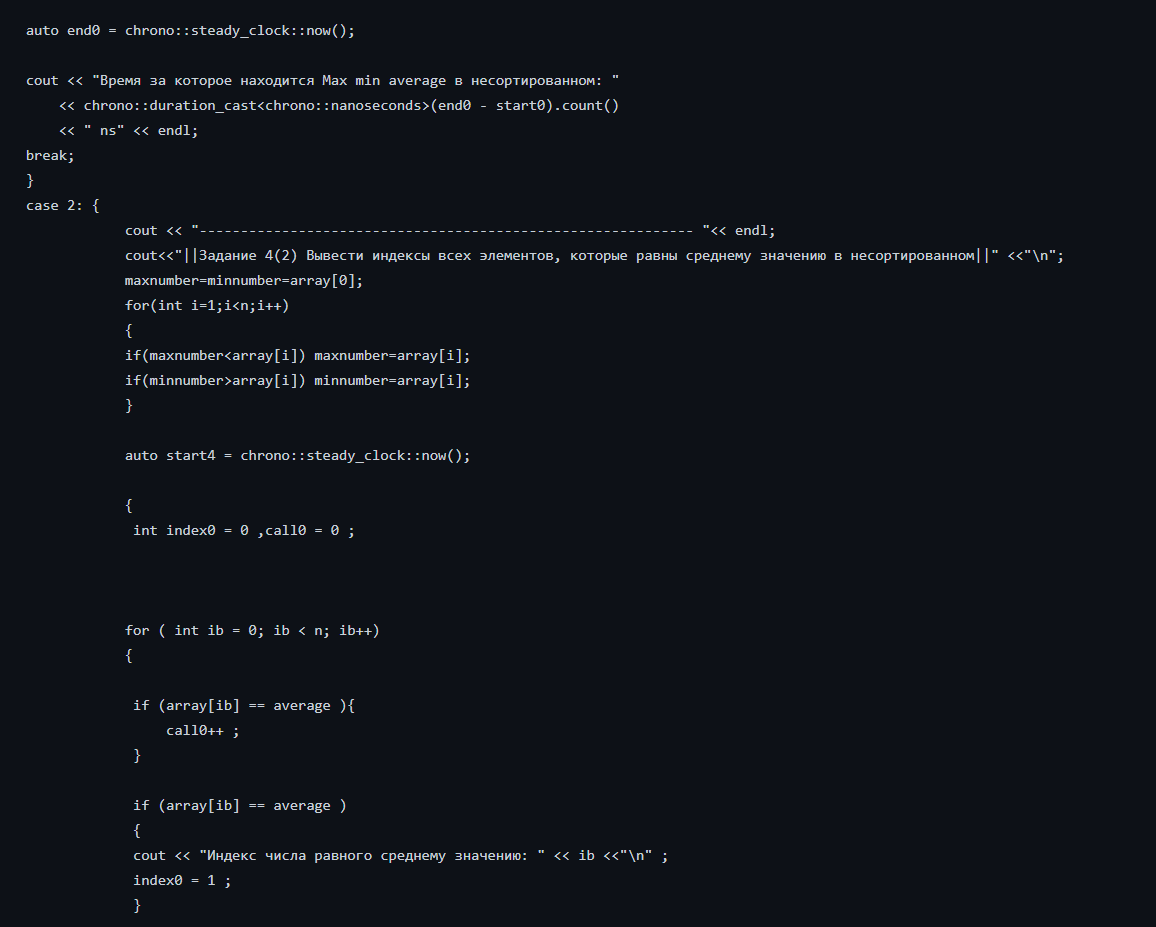 auto end0 = chrono::steady_clock::now();
cout << "Время за которое находится Max min average в несортированном: "
<< chrono::duration_cast<chrono::nanoseconds>(end0 - start0).count()
<< " ns" << endl;
break;
}
case 2: {
cout << "------------------------------------------------------------ "<< endl;
cout<<"||Задание 4(2) Вывести индексы всех элементов, которые равны среднему значению в несортированном||" <<"\n";
maxnumber=minnumber=array[0];
for(int i=1;i<n;i++)
{
if(maxnumber<array[i]) maxnumber=array[i];
if(minnumber>array[i]) minnumber=array[i];
}
auto start4 = chrono::steady_clock::now();
{
int index0 = 0 ,call0 = 0 ;
for ( int ib = 0; ib < n; ib++)
{
if (array[ib] == average ){
call0++ ;
}
if (array[ib] == average )
{
cout << "Индекс числа равного среднему значению: " << ib <<"\n" ;
index0 = 1 ;
}